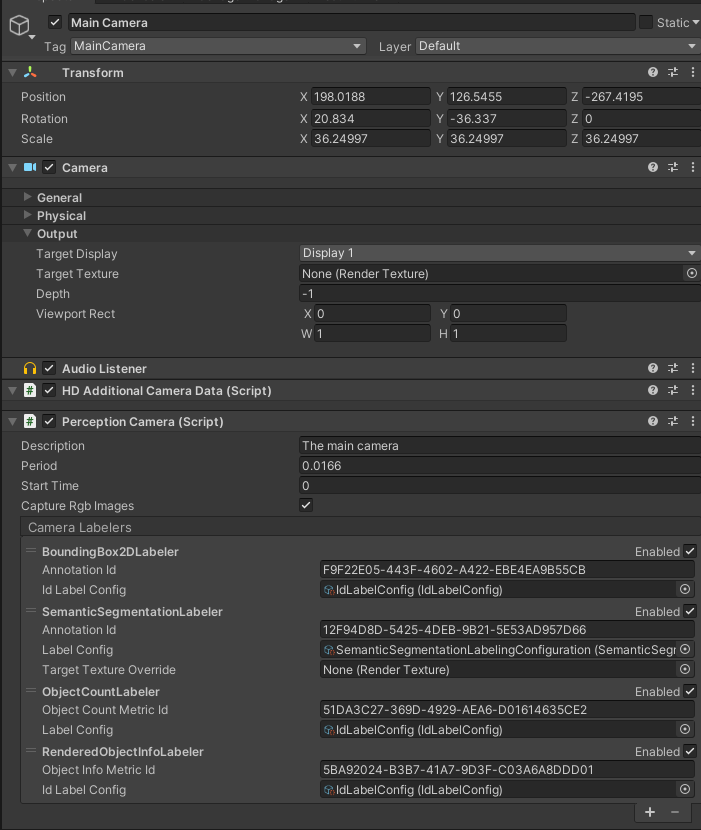 Main Camera Static
Tag MainCamera Layer Default
Transform
Position X 198.0188 Y 126.5455 Z -267.4195
Rotation X 20.834 Y -36.337 Z 0
Scale X 36.24997 Y 36.24997 Z 36.24997
Camera
General
Physical
Output
Target Display Display 1
Target Texture None (Render Texture)
Depth -1
Viewport Rect X 0 Y 0
W 1 H 1
Audio Listener
# HD Additional Camera Data (Script)
# Perception Camera (Script)
Description The main camera
Period 0.0166
Start Time 0
Capture Rgb Images
Camera Labelers
BoundingBox2DLabeler Enabled
Annotation Id F9F22E05-443F-4602-A422-EBE4EA9B55CB
Id Label Config IdLabelConfig (IdLabelConfig)
SemanticSegmentationLabeler Enabled
Annotation Id 12F94D8D-5425-4DEB-9B21-5E53AD957D66
Label Config SemanticSegmentationLabelingConfiguration (SemanticSegr
Target Texture Override None (Render Texture)
ObjectCountLabeler Enabled
Object Count Metric Id 51DA3C27-369D-4929-AEA6-D01614635CE2
Label Config IdLabelConfig (IdLabelConfig)
RenderedObjectInfoLabeler Enabled
Object Info Metric Id 5BA92024-B3B7-41A7-9D3F-C03A6A8DDD01
Id Label Config IdLabelConfig (IdLabelConfig)
+ −